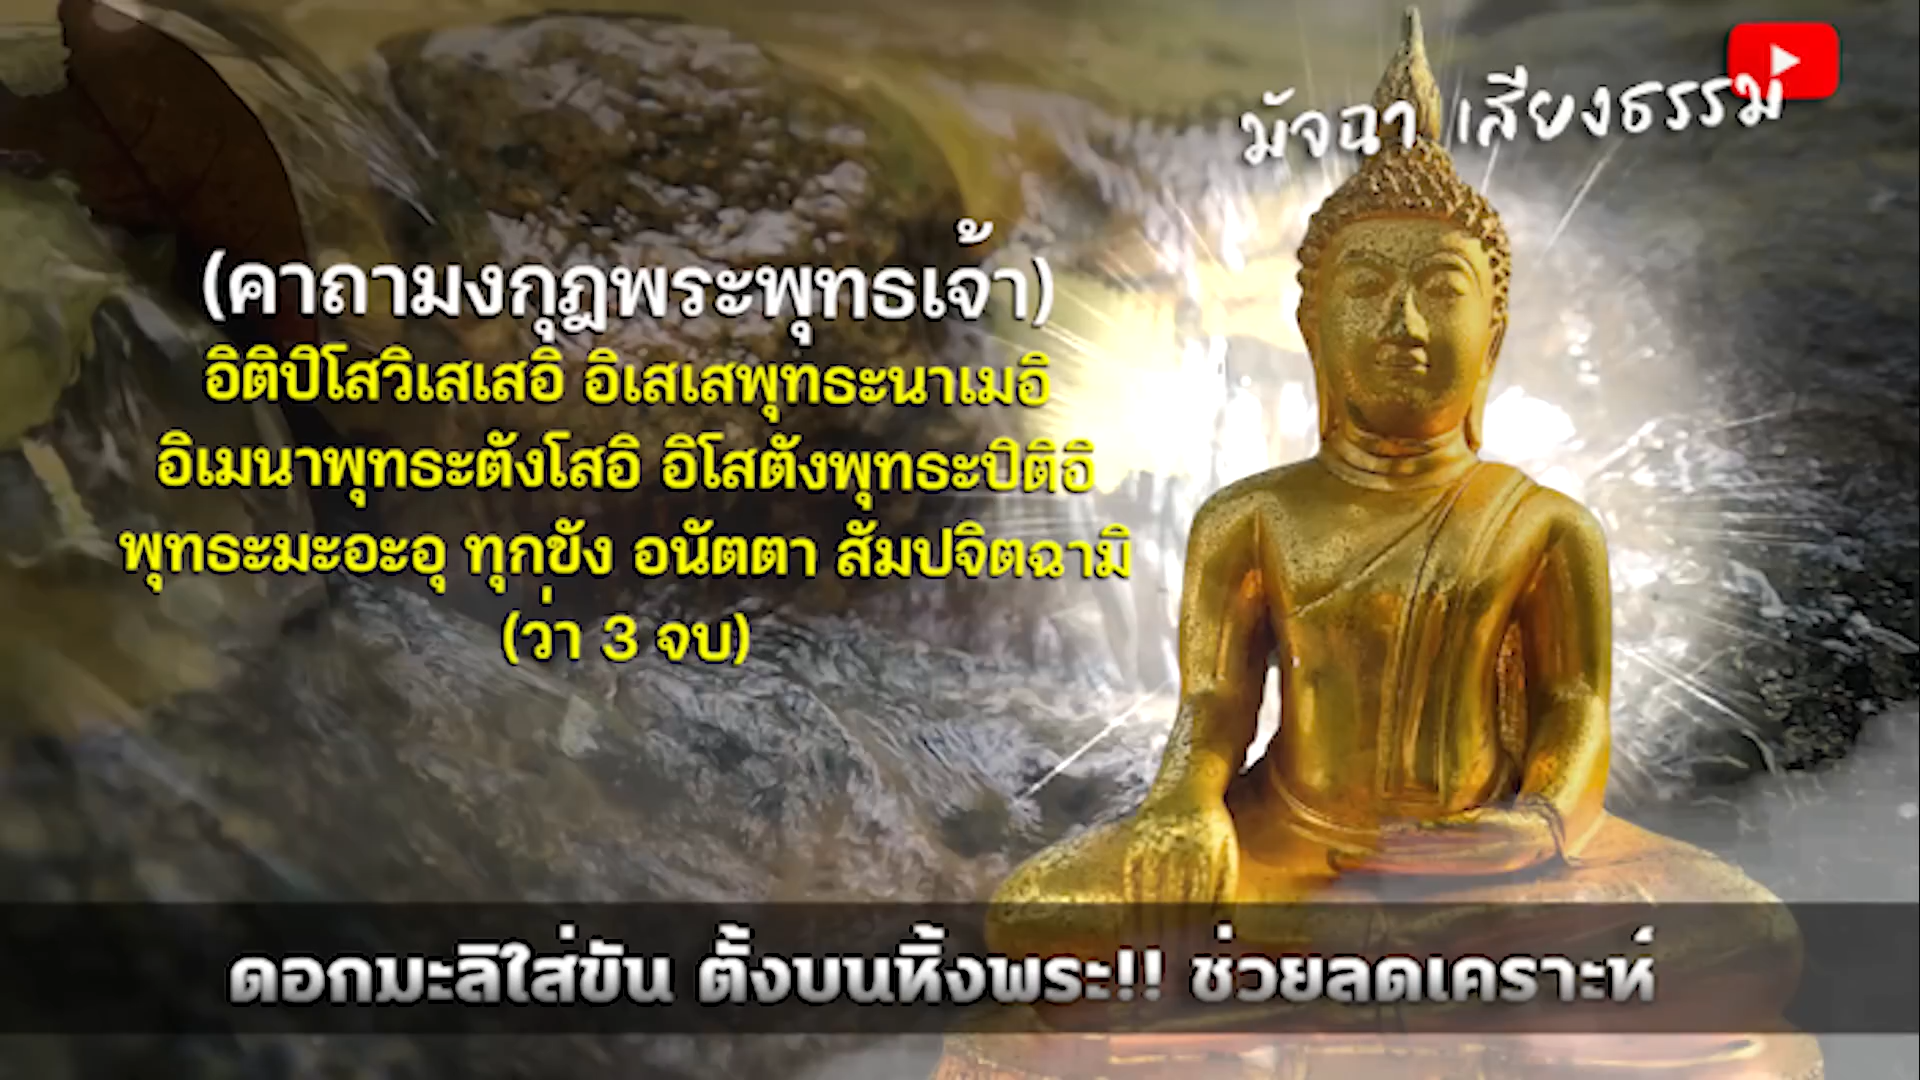 มัจฉา เสียงธรรม
(คาถามงกุฎพระพุทธเจ้า)
อิติปิโสวิเสเสอิ อิเสเสพุทธะนาเมอิ
อิเมนาพุทธะตังโสอิ อิโสตังพุทธะปิติอิ
พุทธะมะอะอุ ทุกขัง อนัตตา สัมปจิตฉามิ
(ว่า 3 จบ)
ดอกมะลิใส่ขัน ตั้งบนหิ้งพระ!! ช่วยลดเคราะห์